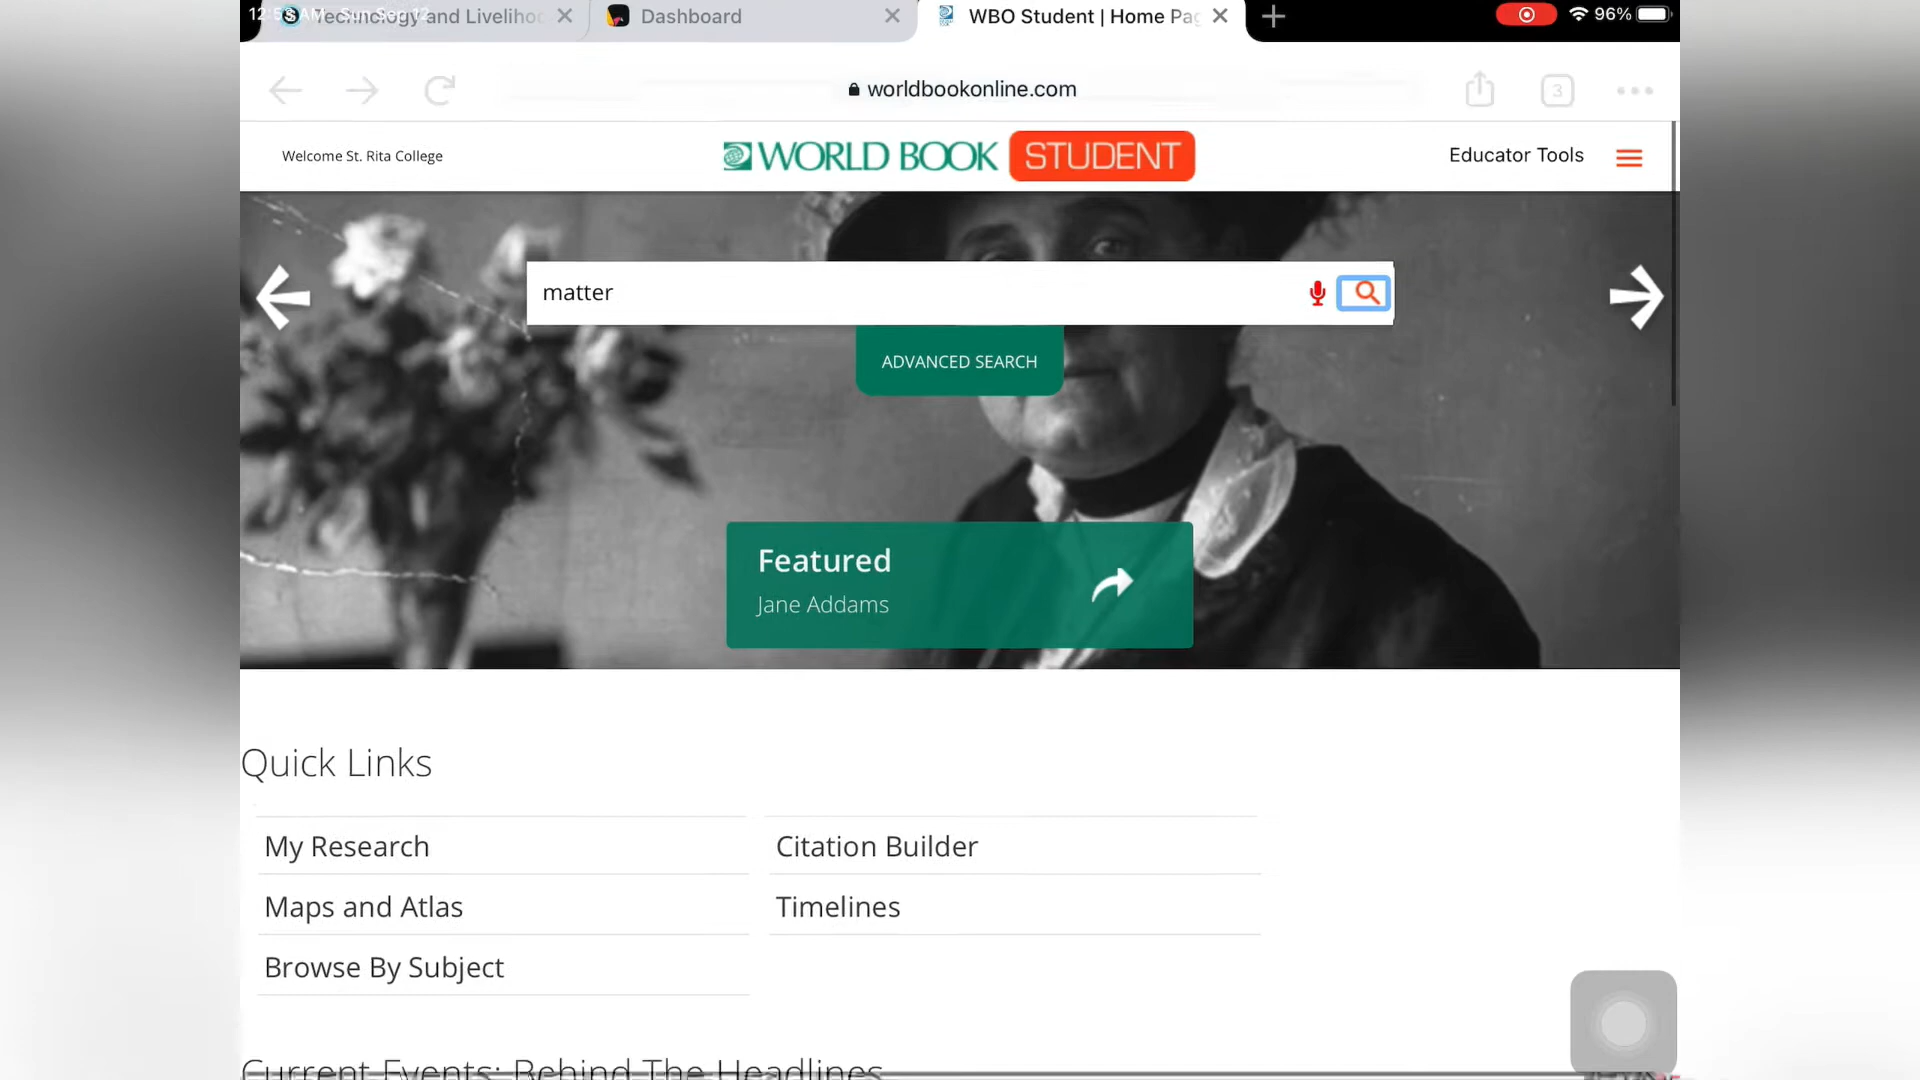 Technology and Livelihoo
Dashboard
WBO Student | Home Pag
96%
worldbookonline.com
3
Welcome St. Rita College
WORLD BOOK STUDENT
Educator Tools
matter
ADVANCED SEARCH
Featured
Jane Addams
Quick Links
My Research
Citation Builder
Maps and Atlas
Timelines
Browse By Subject
Current Events: Behind The Headlines